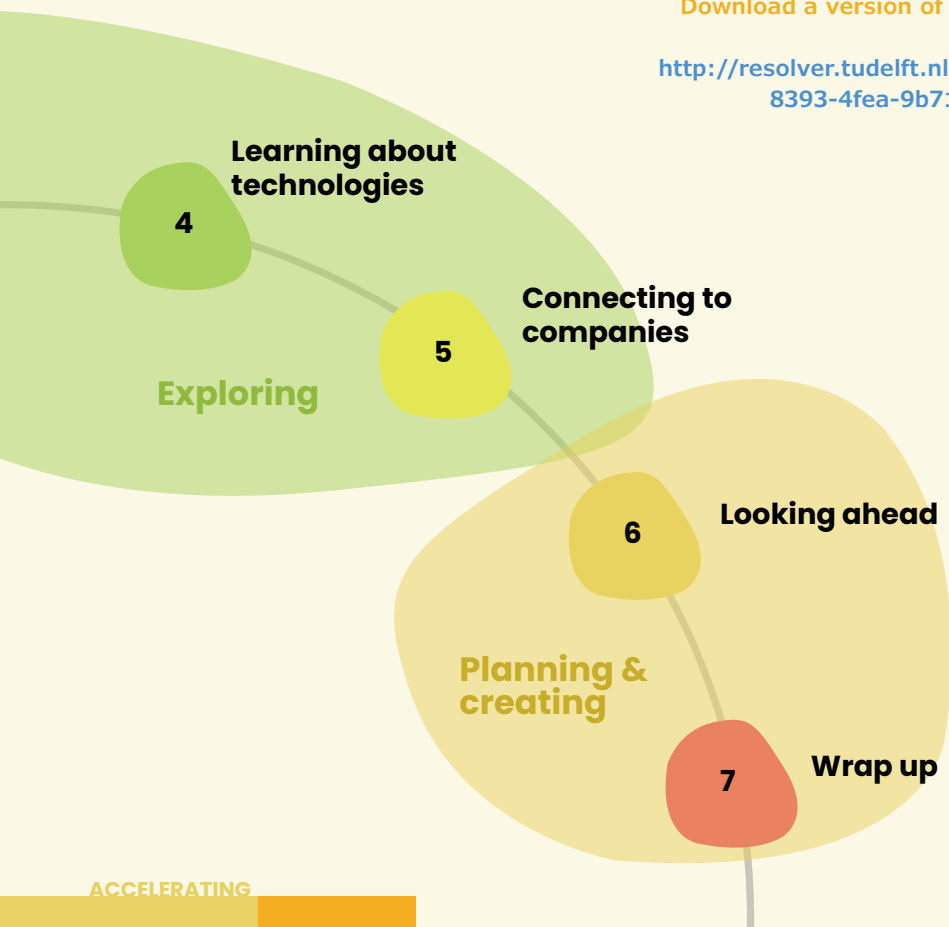 Download a version of
http://resolver.tudelft.nl
8393-4fea-9b71
Learning about
technologies
4
Connecting to
companies
5
Exploring
6
Looking ahead
Planning &
creating
7
Wrap up
ACCELERATING